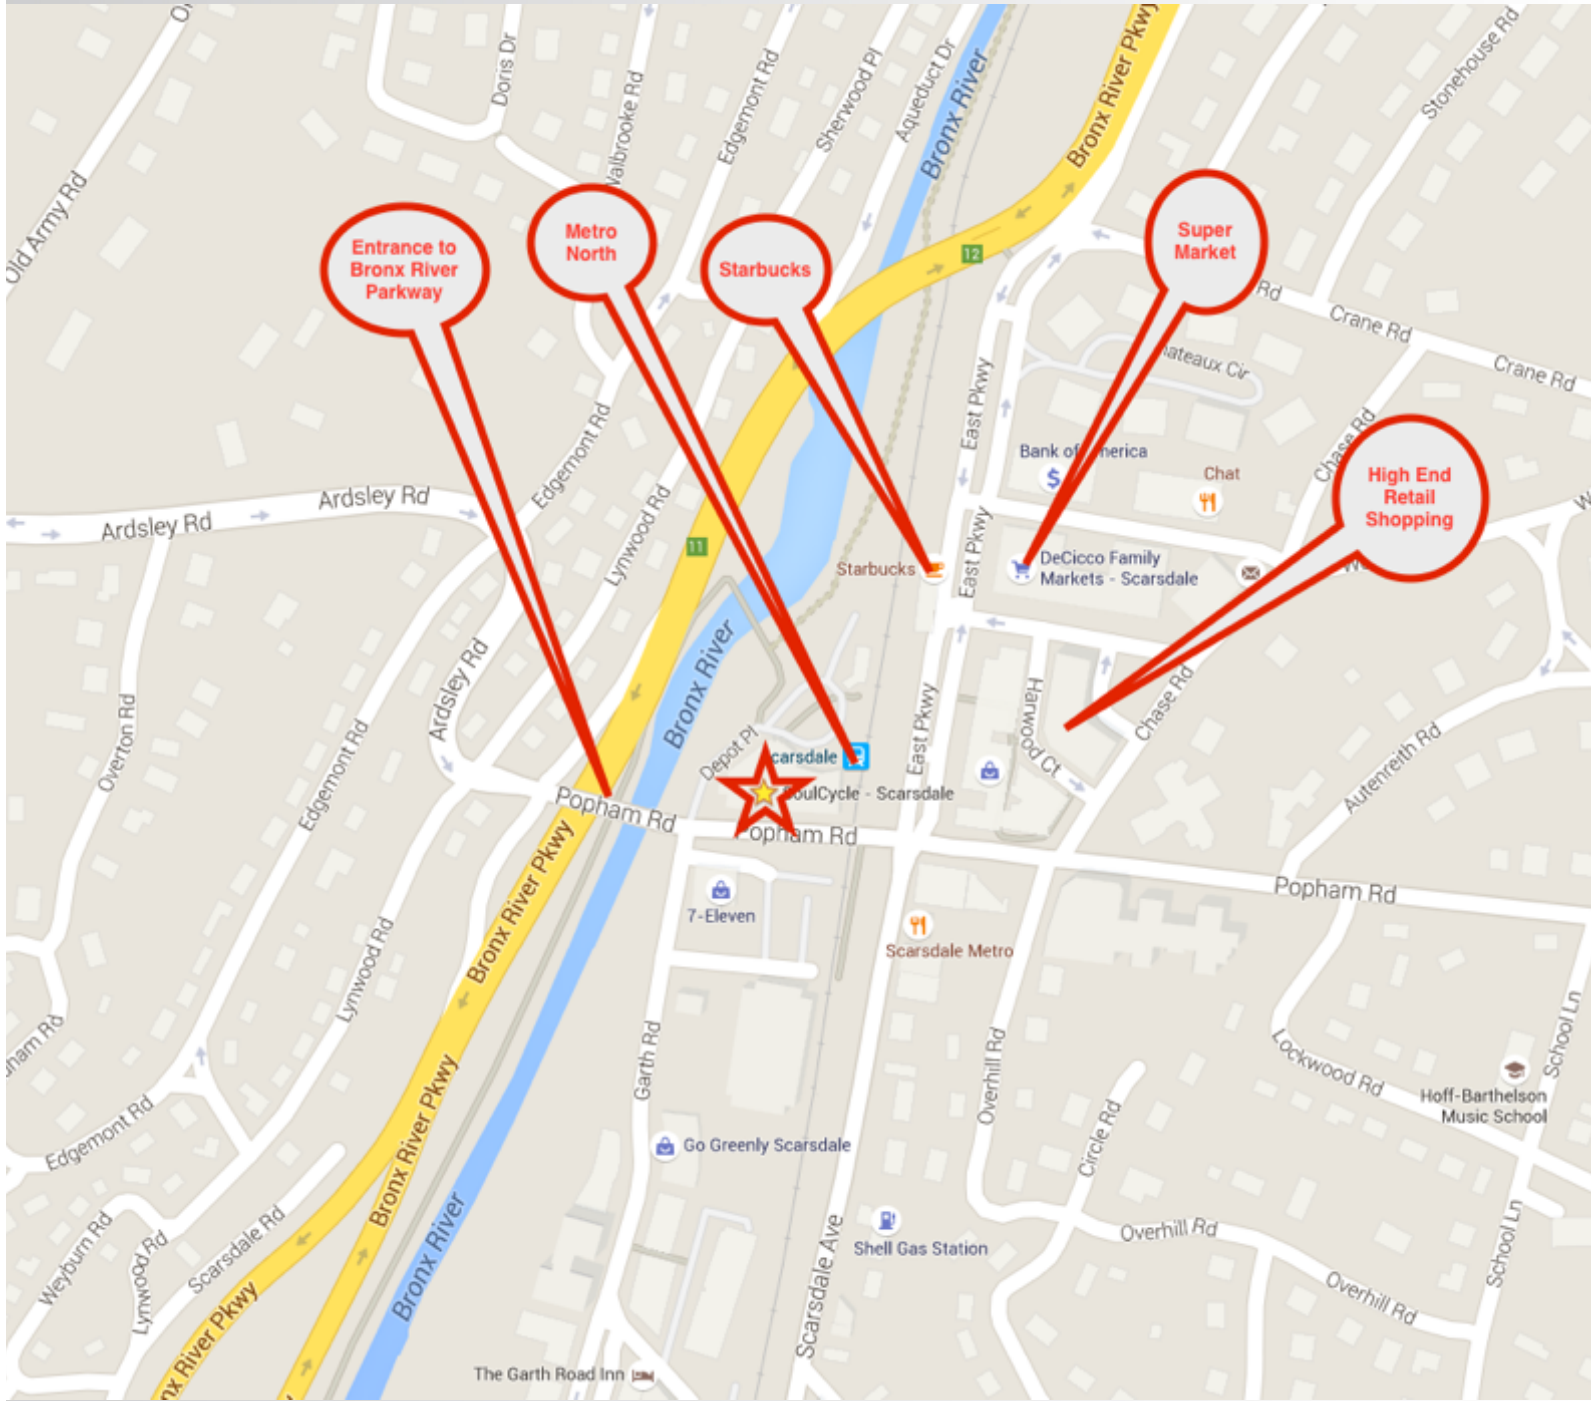 Doris Dr
Walbrooke Rd
Edgemont Rd
Sherwood Pl
Aqueduct Dr
Bronx River
Bronx River Pkwy
Stonehouse Rd
Old Army Rd
Entrance to
Bronx River
Parkway
Metro
North
Starbucks
Super
Market
12
Rd
Crane Rd
Crane Rd
hateaux Cir
East Pkwy
Edgemont Rd
Chase Rd
Bank of America
Chat
High End
Retail
Shopping
Ardsley Rd
Ardsley Rd
Lynwood Rd
11
East Pkwy
Starbucks
DeCicco Family
Markets - Scarsdale
Ardsley Rd
Bronx River
East Pkwy
Harwood Ct
Chase Rd
Overton Rd
Edgemont Rd
Depot Pl
carsdale
SoulCycle - Scarsdale
Autenreith Rd
Popham Rd
Popham Rd
Popham Rd
7-Eleven
Bronx River Pkwy
Scarsdale Metro
Lynwood Rd
Garth Rd
Overhill Rd
Lockwood Rd
School Ln
Hoff-Barthelson
Music School
nham Rd
Edgemont Rd
Bronx River Pkwy
Circle Rd
Go Greenly Scarsdale
Shell Gas Station
Overhill Rd
Overhill Rd
School Ln
Weyburn Rd
Lynwood Rd
Scarsdale Rd
Bronx River
Scarsdale Ave
nx River Pkwy
The Garth Road Inn